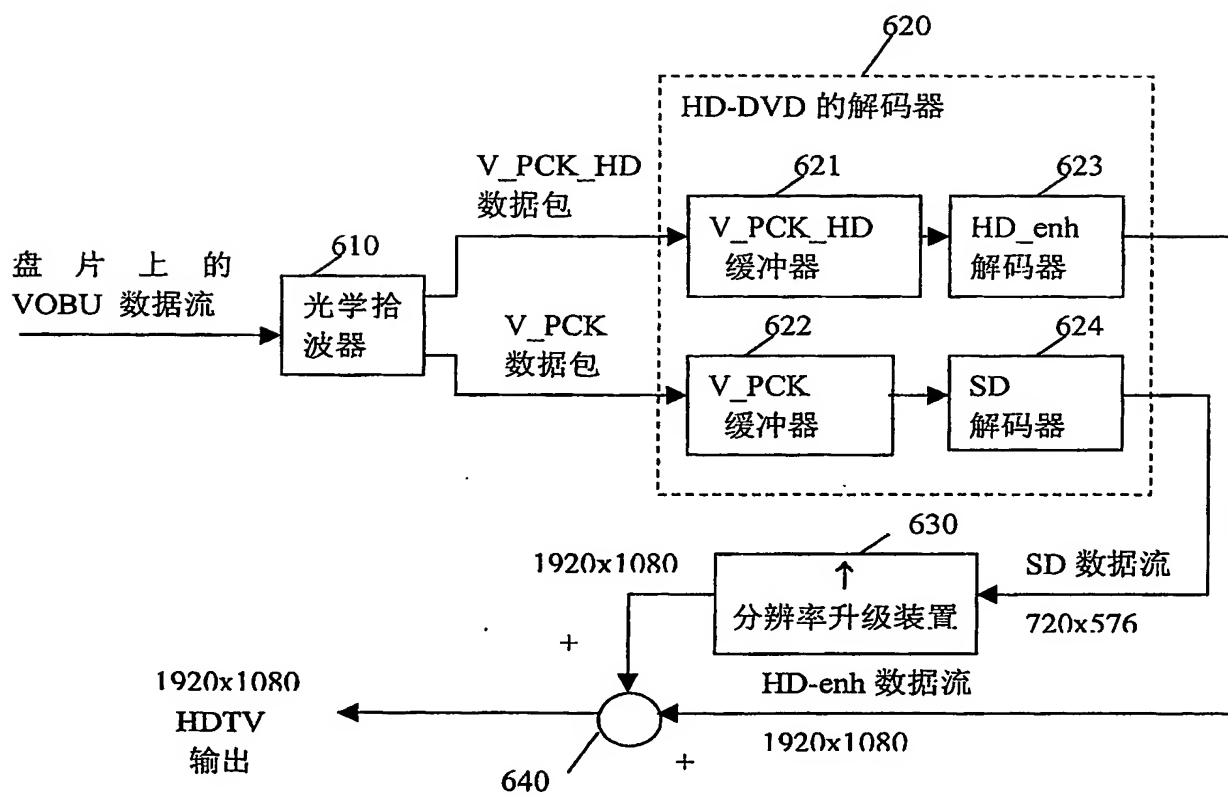 620
HD-DVD 的解码器
V_PCK_HD
数据包
621
623
V_PCK_HD
缓冲器
HD_enh
解码器
盘 片 上 的
VOBU 数据流
610
光学拾
波器
V_PCK
数据包
622
624
V_PCK
缓冲器
SD
解码器
630
1920x1080
↑
分辨率升级装置
SD 数据流
720x576
+
HD-enh 数据流
1920x1080
HDTV
输出
1920x1080
+
640